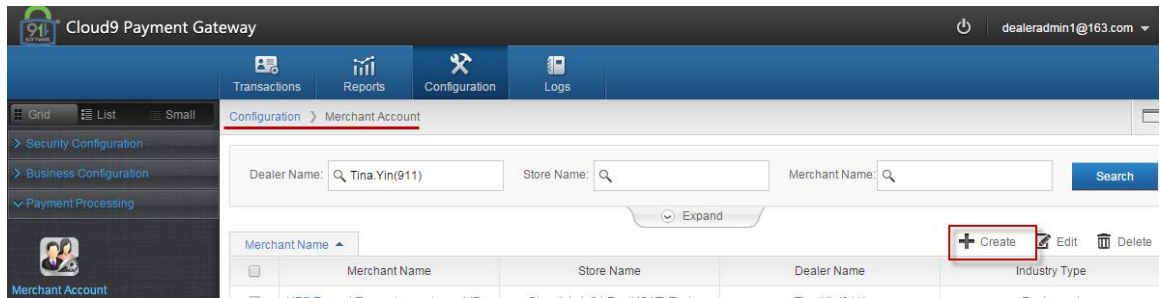 911
SOFTWARE
Cloud9 Payment Gateway
dealeradmin1@163.com
Transactions
Reports
Configuration
Logs
Grid
List
Small
Configuration > Merchant Account
> Security Configuration
> Business Configuration
Payment Processing
Merchant Account
Dealer Name: Tina.Yin(911)
Store Name:
Merchant Name:
Search
Expand
Merchant Name
Create
Edit
Delete
Merchant Name
Store Name
Dealer Name
Industry Type